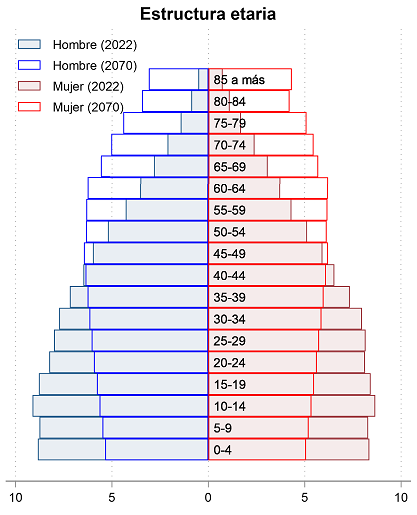 Estructura etaria
Hombre (2022)
Hombre (2070)
Mujer (2022)
Mujer (2070)
85 a más
80-84
75-79
70-74
65-69
60-64
55-59
50-54
45-49
40-44
35-39
30-34
25-29
20-24
15-19
10-14
5-9
0-4
10 5 0 5 10